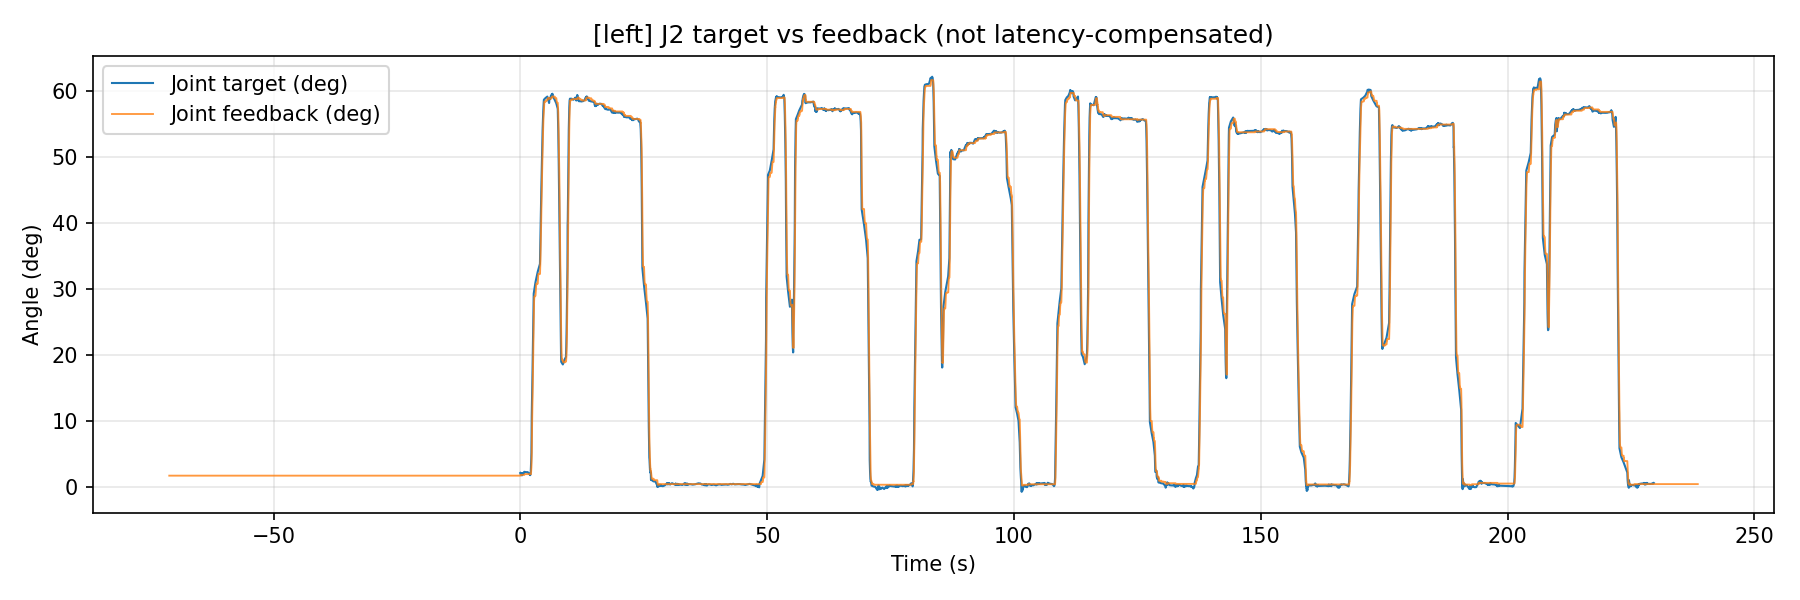 [left] J2 target vs feedback (not latency-compensated)
Joint target (deg)
Joint feedback (deg)
Angle (deg)
60
50
40
30
20
10
0
−50
0
50
100
150
200
250
Time (s)